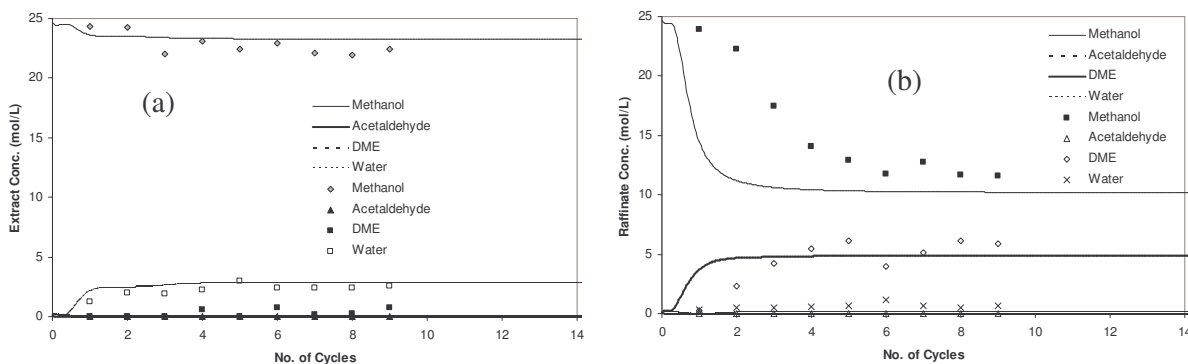 25
20
15
10
5
0
Extract Conc. (mol/L)
(a)
Methanol
Acetaldehyde
DME
Water
Methanol
Acetaldehyde
DME
Water
0 2 4 6 8 10 12 14
No. of Cycles
25
20
15
10
5
0
Raffinate Conc. (mol/L)
(b)
Methanol
Acetaldehyde
DME
Water
Methanol
Acetaldehyde
DME
Water
0 2 4 6 8 10 12 14
No. of Cycles